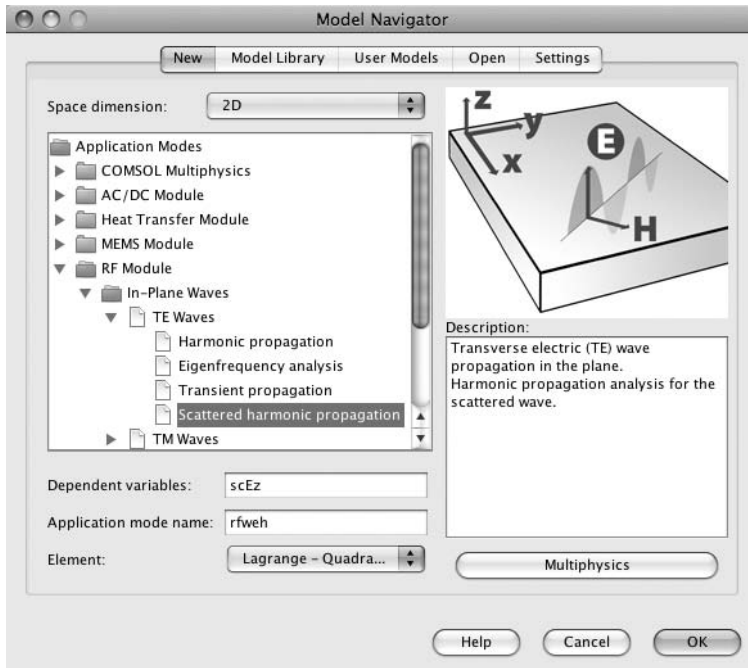 Model Navigator
New Model Library User Models Open Settings
Space dimension: 2D
Application Modes
COMSOL Multiphysics
AC/DC Module
Heat Transfer Module
MEMS Module
RF Module
In-Plane Waves
TE Waves
Harmonic propagation
Eigenfrequency analysis
Transient propagation
Scattered harmonic propagation
TM Waves
Dependent variables: scEz
Application mode name: rfweh
Element: Lagrange - Quadra...
z
y
x
E
H
Description:
Transverse electric (TE) wave
propagation in the plane.
Harmonic propagation analysis for the
scattered wave.
Multiphysics
Help Cancel OK